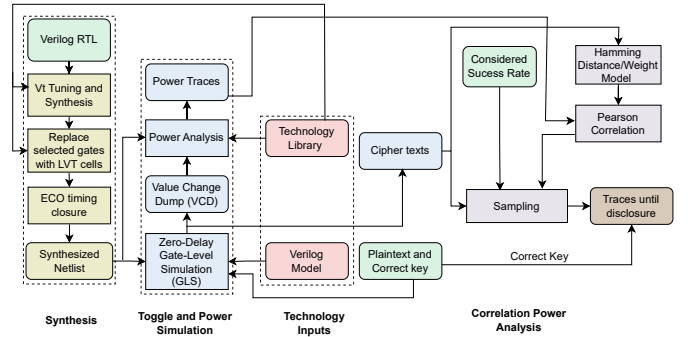 Verilog RTL
Vt Tuning and
Synthesis
Replace
selected gates
with LVT cells
ECO timing
closure
Synthesized
Netlist
Synthesis
Power Traces
Power Analysis
Value Change
Dump (VCD)
Zero-Delay
Gate-Level
Simulation
(GLS)
Toggle and Power
Simulation
Technology
Library
Verilog
Model
Technology
Inputs
Cipher texts
Plaintext and
Correct key
Considered
Sucess Rate
Hamming
Distance/Weight
Model
Pearson
Correlation
Sampling
Traces until
disclosure
Correct Key
Correlation Power
Analysis